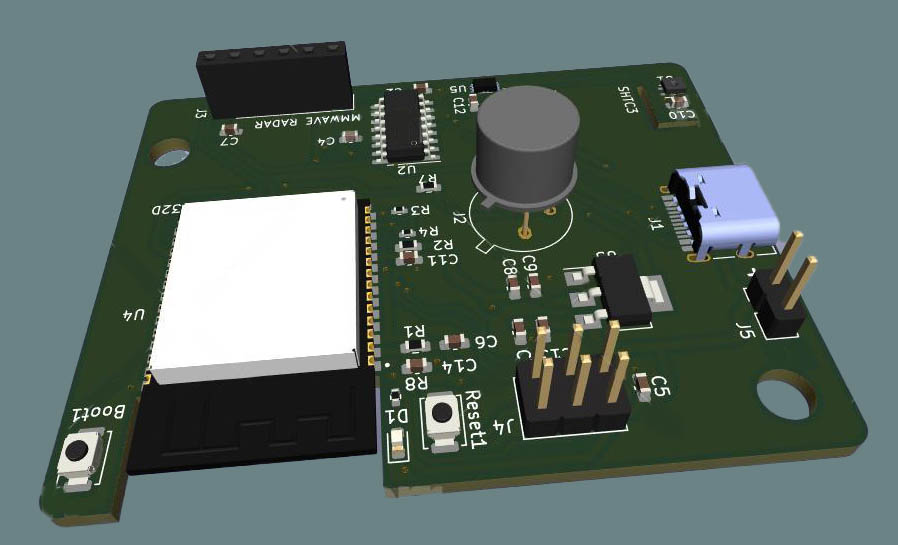 J3
C7
MMWAVE RADAR
C4
U2
U5
C12
SHTC3
C10
R7
32D
R3
R4
R2
C11
J2
J1
U4
C8
C9
J5
R1
C6
C14
R8
D1
Reset1
J4
C5
Boot1